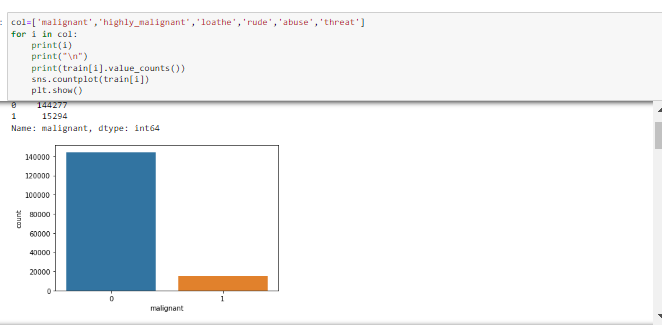 : col=['malignant','highly_malignant','loathe','rude','abuse','threat']
for i in col:
    print(i)
    print("\n")
    print(train[i].value_counts())
    sns.countplot(train[i])
    plt.show()
0    144277
1     15294
Name: malignant, dtype: int64
140000
120000
100000
80000
60000
40000
20000
0
count
0 1
malignant